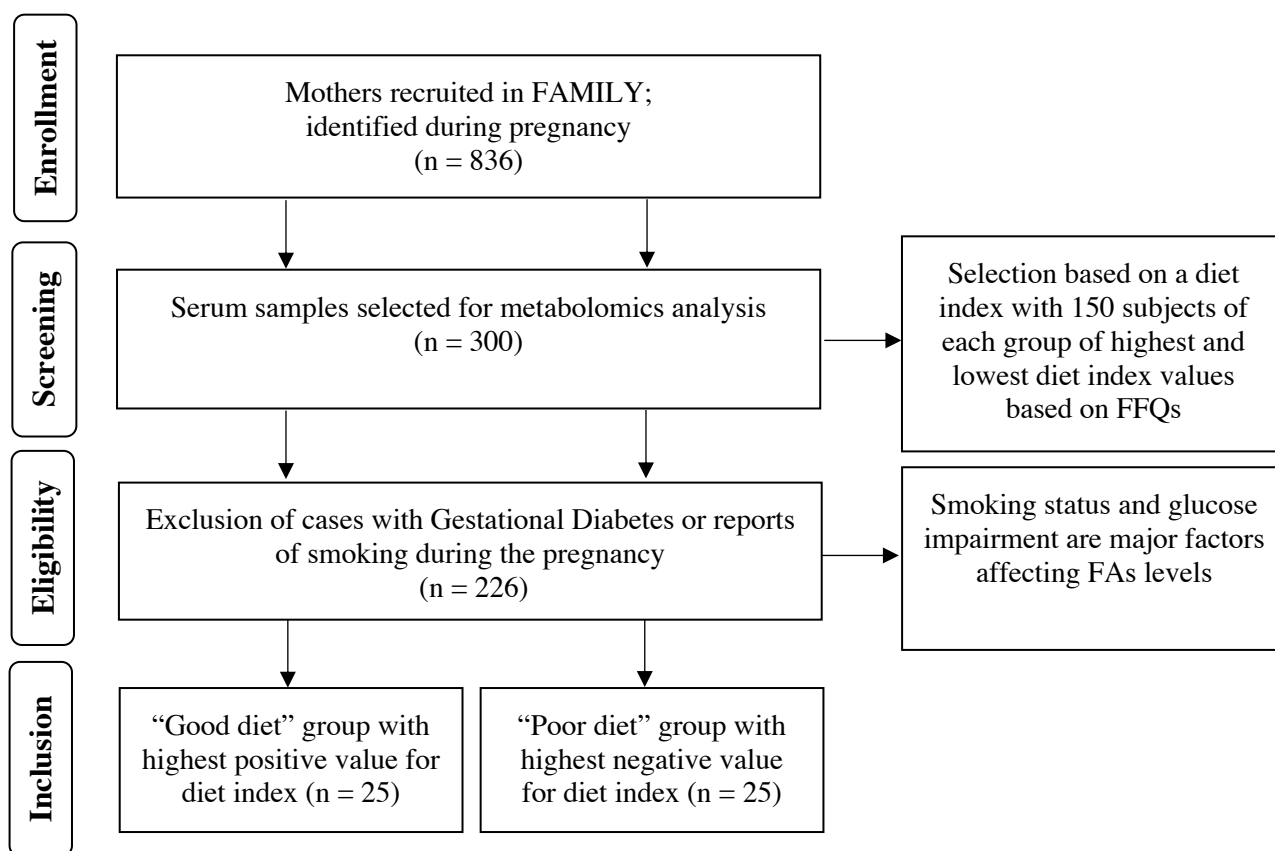 Enrollment
Mothers recruited in FAMILY;
identified during pregnancy
(n = 836)
Screening
Serum samples selected for metabolomics analysis
(n = 300)
Selection based on a diet
index with 150 subjects of
each group of highest and
lowest diet index values
based on FFQs
Eligibility
Exclusion of cases with Gestational Diabetes or reports
of smoking during the pregnancy
(n = 226)
Smoking status and glucose
impairment are major factors
affecting FAs levels
Inclusion
“Good diet” group with
highest positive value for
diet index (n = 25)
“Poor diet” group with
highest negative value
for diet index (n = 25)